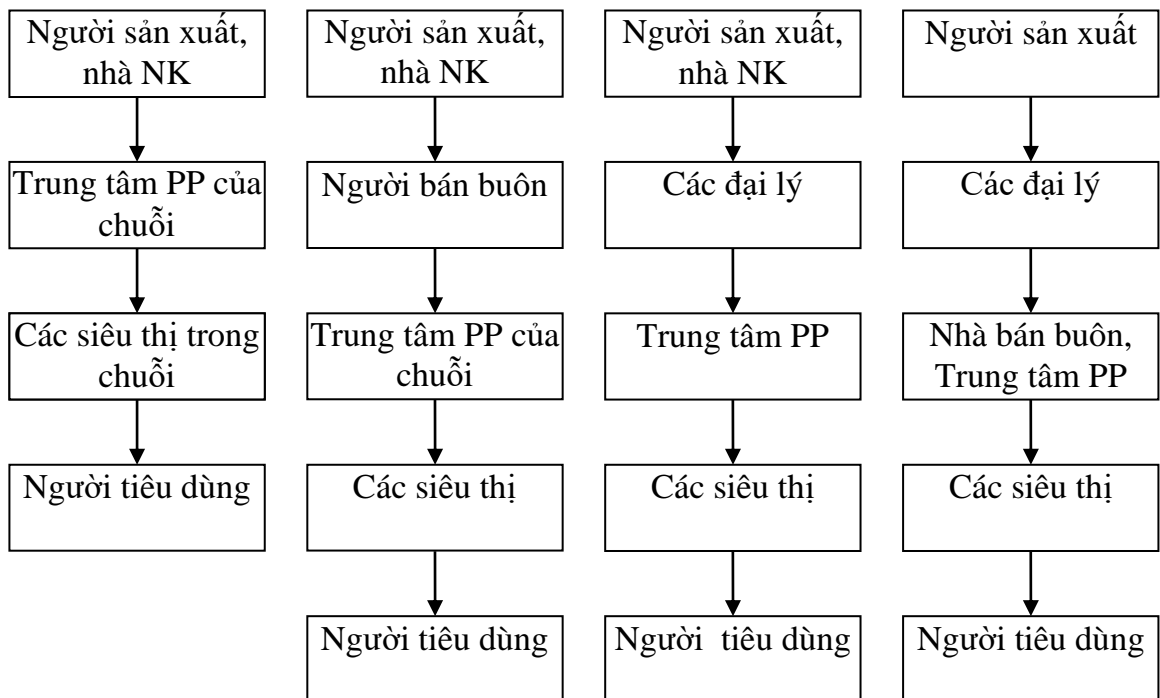 Người sản xuất,
nhà NK
Trung tâm PP của
chuỗi
Các siêu thị trong
chuỗi
Người tiêu dùng
Người sản xuất,
nhà NK
Người bán buôn
Trung tâm PP của
chuỗi
Các siêu thị
Người tiêu dùng
Người sản xuất,
nhà NK
Các đại lý
Trung tâm PP
Các siêu thị
Người tiêu dùng
Người sản xuất
Các đại lý
Nhà bán buôn,
Trung tâm PP
Các siêu thị
Người tiêu dùng